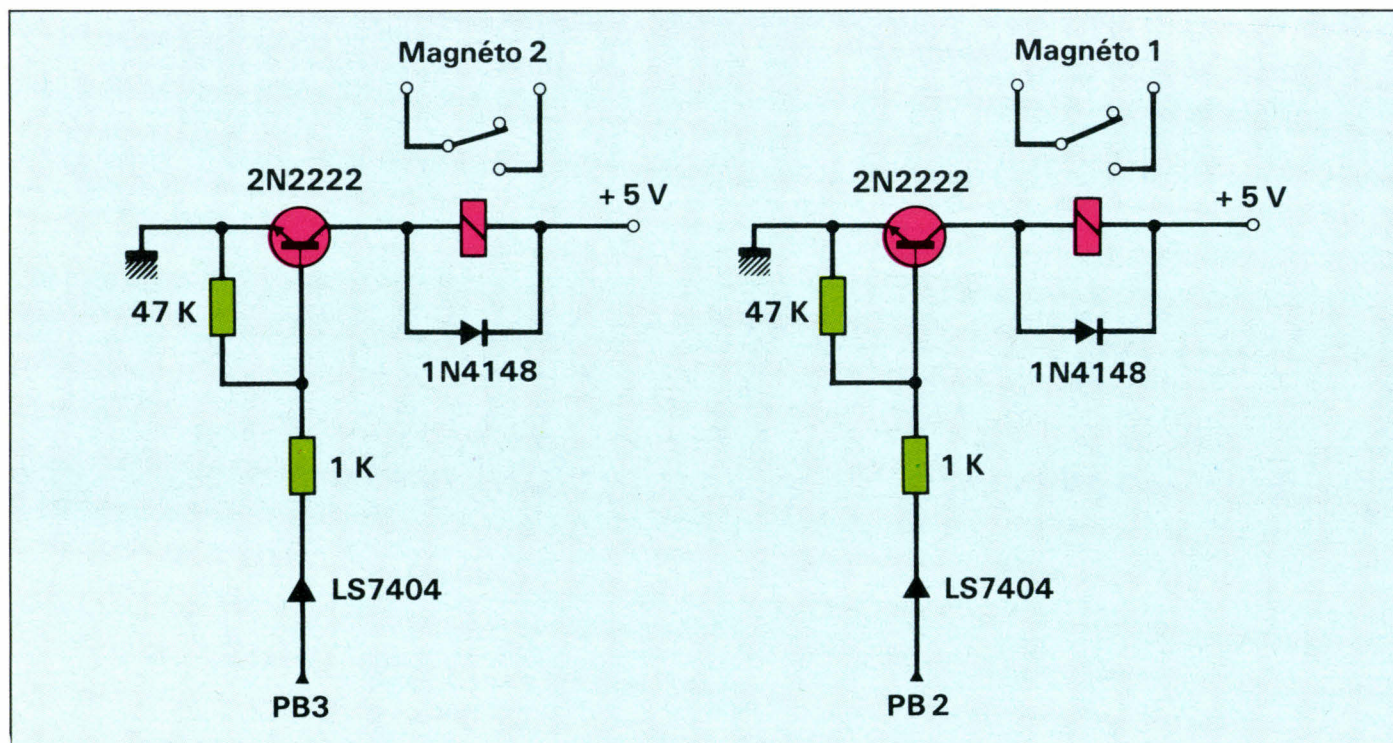 Magnéto 2
Magnéto 1
2N2222
+ 5 V
2N2222
+ 5 V
47 K
1N4148
47 K
1N4148
1 K
1 K
LS7404
LS7404
PB3
PB 2